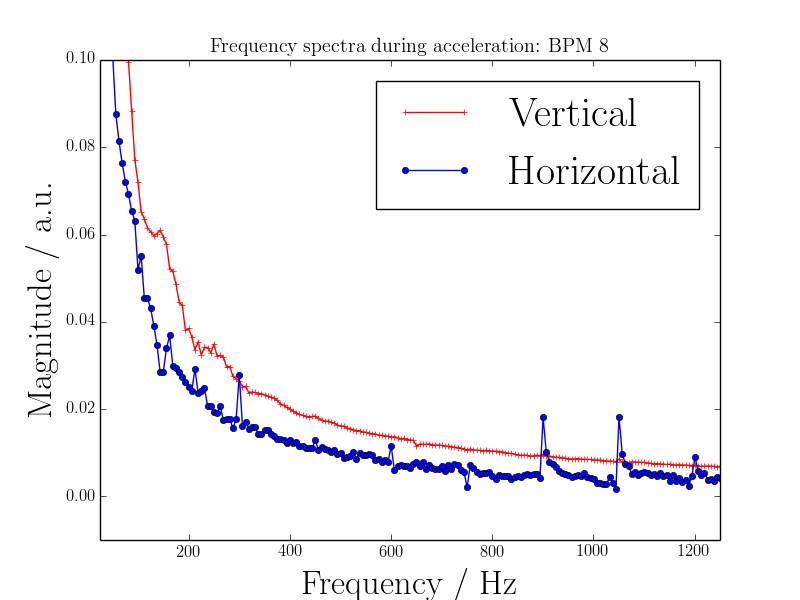 Frequency spectra during acceleration: BPM 8
0.10
0.08
0.06
0.04
0.02
0.00
Magnitude / a.u.
Vertical
Horizontal
200 400 600 800 1000 1200
Frequency / Hz